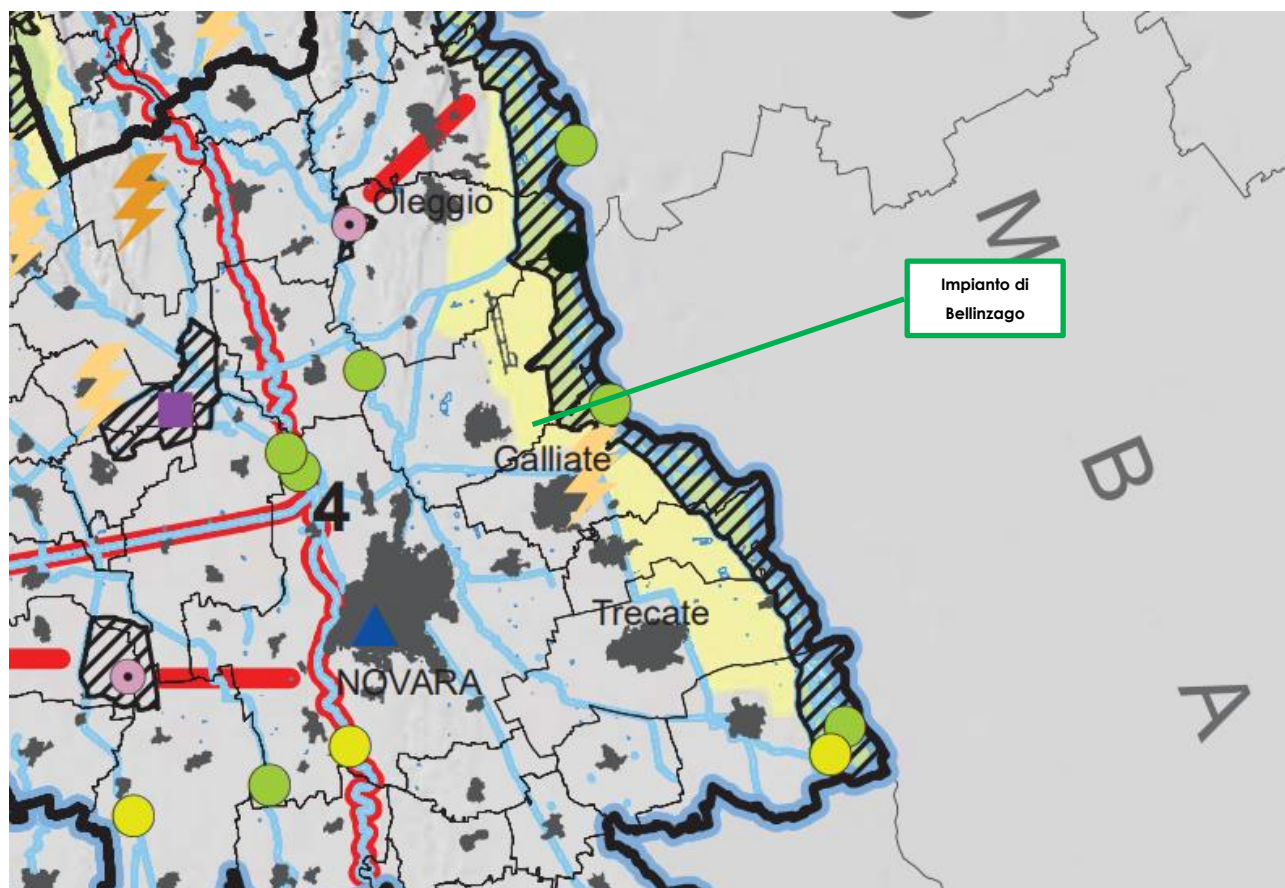 O
M
Oleggio
Impianto di
Bellinzago
Galliate
B
4
Trecate
NOVARA
A